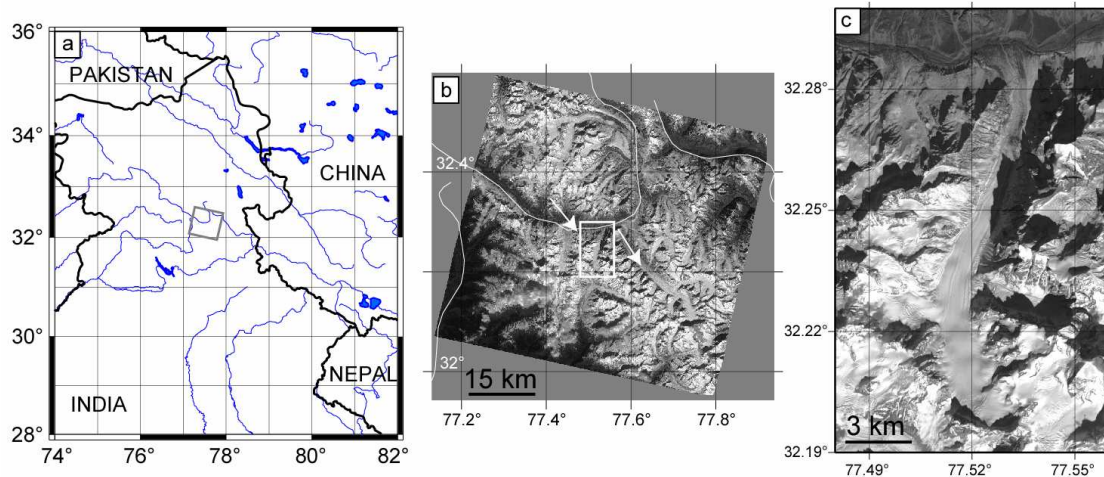 a
36°
PAKISTAN
34°
CHINA
32°
30°
NEPAL
INDIA
28°
74 76 78 80 82
b
32.4°
32°
15 km
77.2° 77.4° 77.6° 77.8°
c
32.28°
32.25°
32.22°
3 km
32.19°
77.49° 77.52° 77.55°